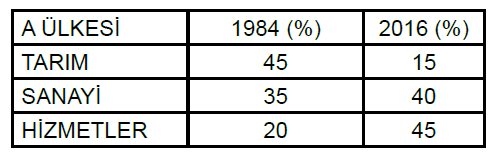 A ÜLKESİ 1984 (%) 2016 (%)
TARIM 45 15
SANAYİ 35 40
HİZMETLER 20 45